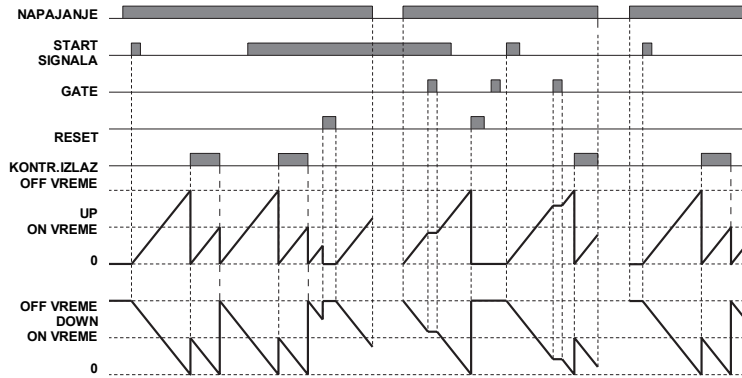 NAPAJANJE
START
SIGNALA
GATE
RESET
KONTR.IZLAZ
OFF VREME
UP
ON VREME
0
OFF VREME
DOWN
ON VREME
0